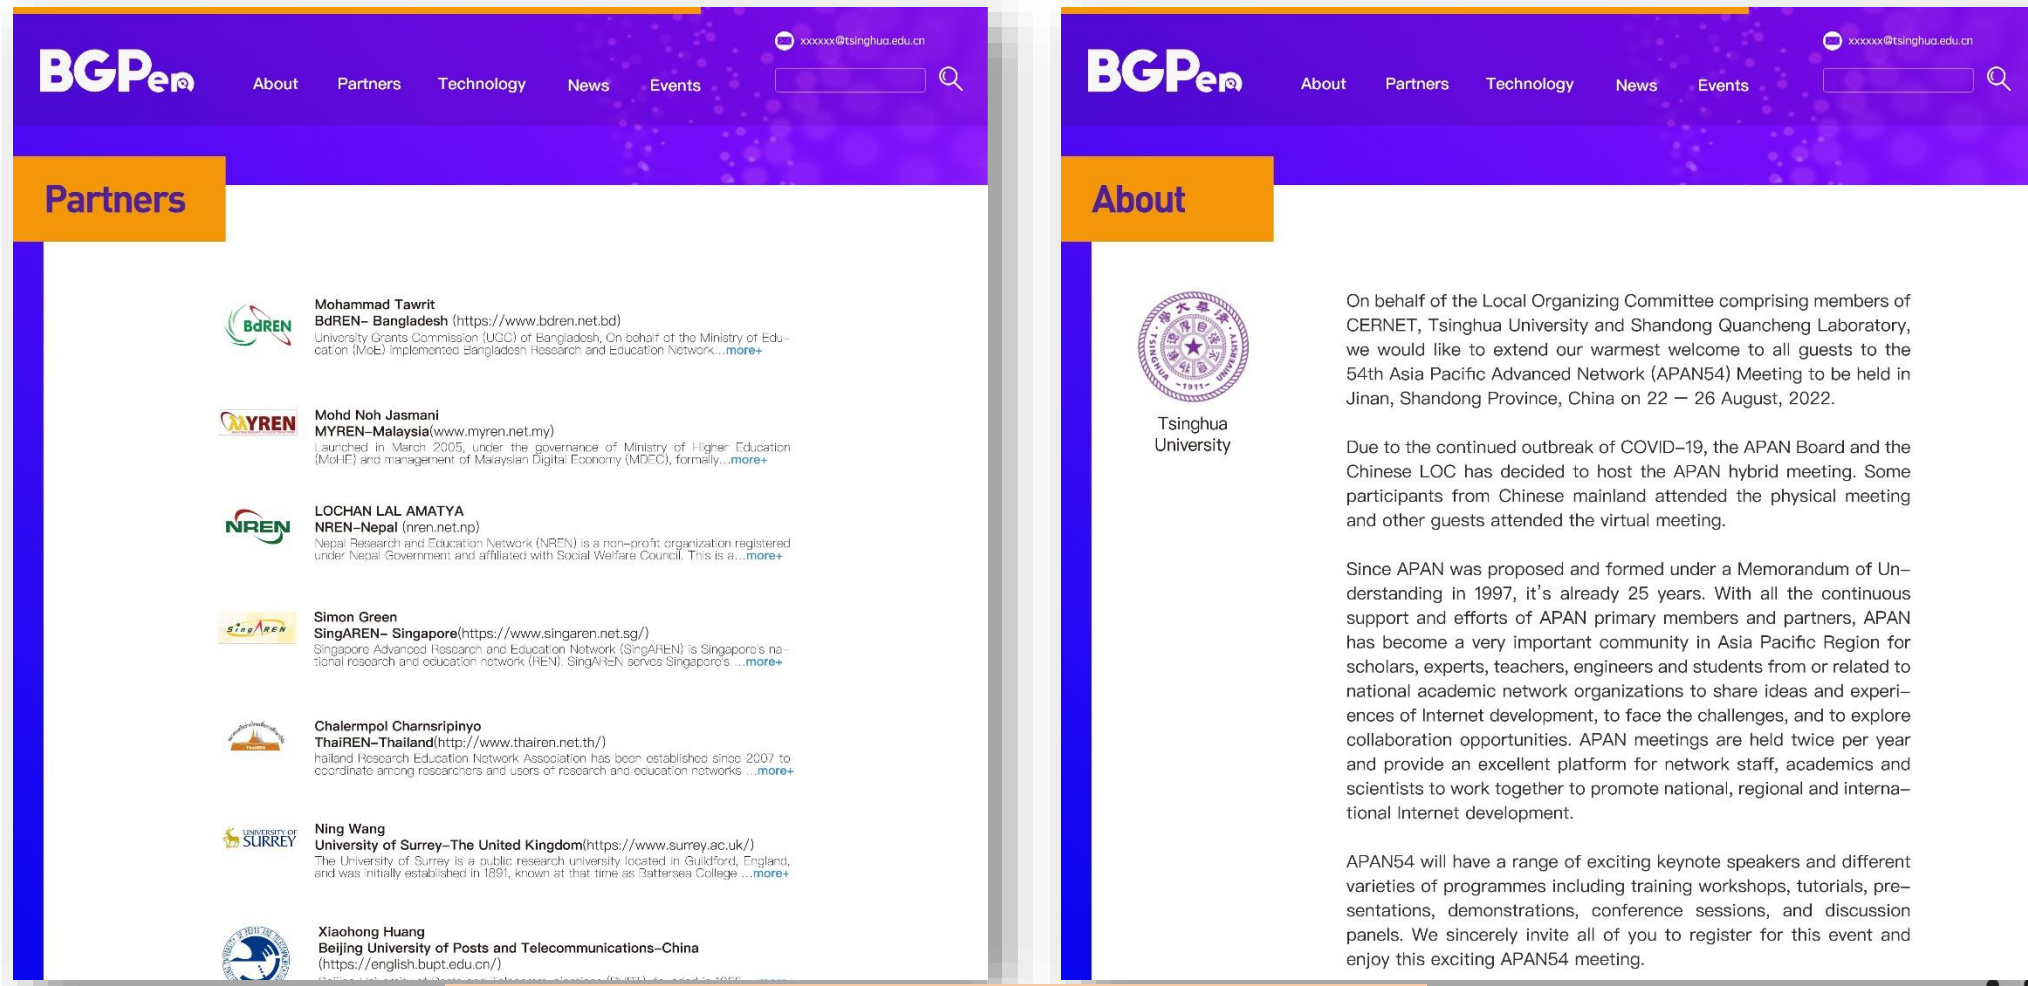 xxxxxx@tsinghua.edu.cn
BGPer
About Partners Technology News Events
Partners
BdREN
Mohammad Tawrit
BdREN– Bangladesh (https://www.bdren.net.bd)
University Grants Commission (UGC) of Bangladesh, On behalf of the Ministry of Edu–
cation (MoE) Implemented Bangladesh Research and Education Network...more+
MYREN
Mohd Noh Jasmani
MYREN–Malaysia(www.myren.net.my)
Launched in March 2005, under the governance of Ministry of Higher Education
(MoHE) and management of Malaysian Digital Economy (MDEC), formally...more+
NREN
LOCHAN LAL AMATYA
NREN–Nepal (nren.net.np)
Nepal Research and Education Network (NREN) is a non–profit organization registered
under Nepal Government and affiliated with Social Welfare Council. This is a...more+
SingAREN
Simon Green
SingAREN– Singapore(https://www.singaren.net.sg/)
Singapore Advanced Research and Education Network (SingAREN) is Singapore's na–
tional research and education network (REN). SingAREN serves Singapore's ...more+
ThaiREN
Chalermpol Charnsripinyo
ThaiREN–Thailand(http://www.thairen.net.th/)
hailand Research Education Network Association has been established since 2007 to
coordinate among researchers and users of research and education networks ...more+
UNIVERSITY OF
SURREY
Ning Wang
University of Surrey–The United Kingdom(https://www.surrey.ac.uk/)
The University of Surrey is a public research university located in Guildford, England,
and was initially established in 1891, known at that time as Battersea College ...more+
Xiaohong Huang
Beijing University of Posts and Telecommunications–China
(https://english.bupt.edu.cn/)
xxxxxx@tsinghua.edu.cn
BGPer
About Partners Technology News Events
About
TSINGHUA UNIVERSITY
–1911–
Tsinghua
University
On behalf of the Local Organizing Committee comprising members of
CERNET, Tsinghua University and Shandong Quancheng Laboratory,
we would like to extend our warmest welcome to all guests to the
54th Asia Pacific Advanced Network (APAN54) Meeting to be held in
Jinan, Shandong Province, China on 22 – 26 August, 2022.
Due to the continued outbreak of COVID–19, the APAN Board and the
Chinese LOC has decided to host the APAN hybrid meeting. Some
participants from Chinese mainland attended the physical meeting
and other guests attended the virtual meeting.
Since APAN was proposed and formed under a Memorandum of Un–
derstanding in 1997, it's already 25 years. With all the continuous
support and efforts of APAN primary members and partners, APAN
has become a very important community in Asia Pacific Region for
scholars, experts, teachers, engineers and students from or related to
national academic network organizations to share ideas and experi–
ences of Internet development, to face the challenges, and to explore
collaboration opportunities. APAN meetings are held twice per year
and provide an excellent platform for network staff, academics and
scientists to work together to promote national, regional and interna–
tional Internet development.
APAN54 will have a range of exciting keynote speakers and different
varieties of programmes including training workshops, tutorials, pre–
sentations, demonstrations, conference sessions, and discussion
panels. We sincerely invite all of you to register for this event and
enjoy this exciting APAN54 meeting.